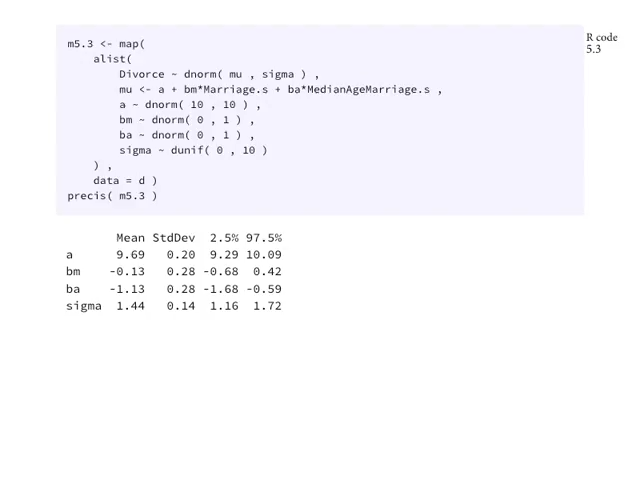 R code
5.3
m5.3 <- map(
    alist(
        Divorce ~ dnorm( mu , sigma ) ,
        mu <- a + bm*Marriage.s + ba*MedianAgeMarriage.s ,
        a ~ dnorm( 10 , 10 ) ,
        bm ~ dnorm( 0 , 1 ) ,
        ba ~ dnorm( 0 , 1 ) ,
        sigma ~ dunif( 0 , 10 )
    ) ,
    data = d )
precis( m5.3 )
       Mean StdDev  2.5% 97.5%
a      9.69   0.20  9.29 10.09
bm    -0.13   0.28 -0.68  0.42
ba    -1.13   0.28 -1.68 -0.59
sigma  1.44   0.14  1.16  1.72